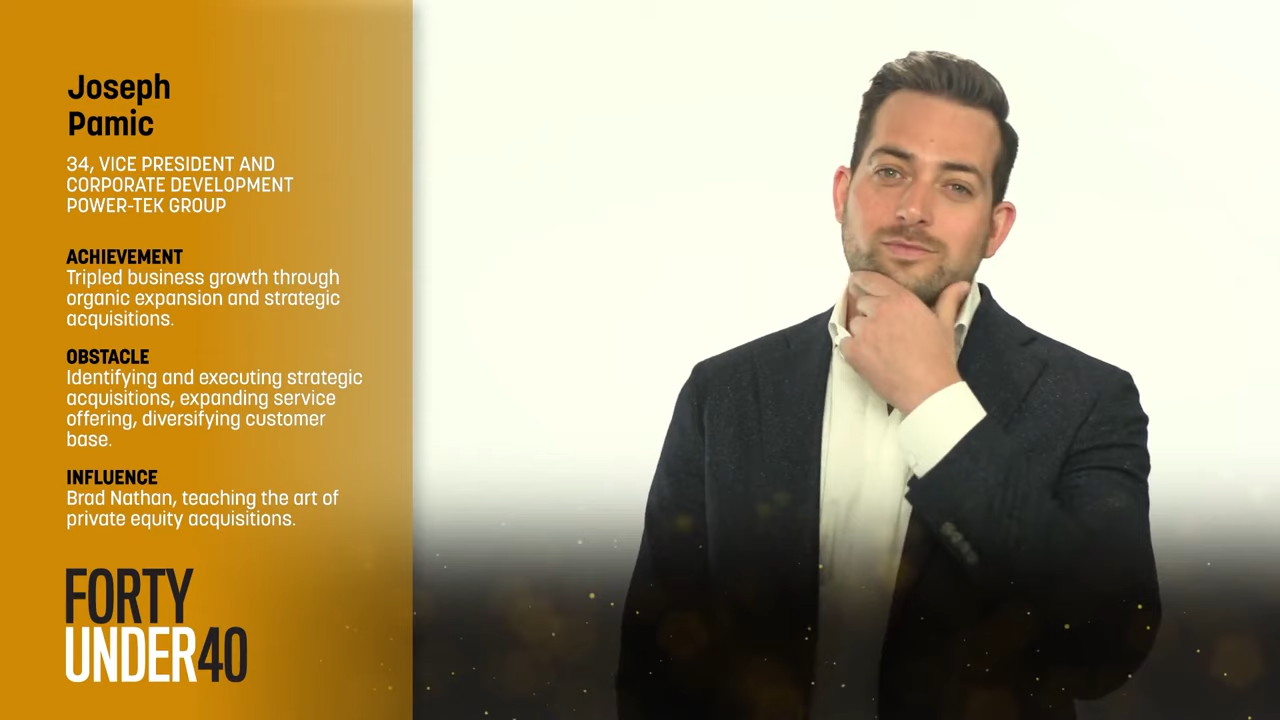 Joseph
Pamic
34, VICE PRESIDENT AND
CORPORATE DEVELOPMENT
POWER-TEK GROUP
ACHIEVEMENT
Tripled business growth through
organic expansion and strategic
acquisitions.
OBSTACLE
Identifying and executing strategic
acquisitions, expanding service
offering, diversifying customer
base.
INFLUENCE
Brad Nathan, teaching the art of
private equity acquisitions.
FORTY
UNDER40